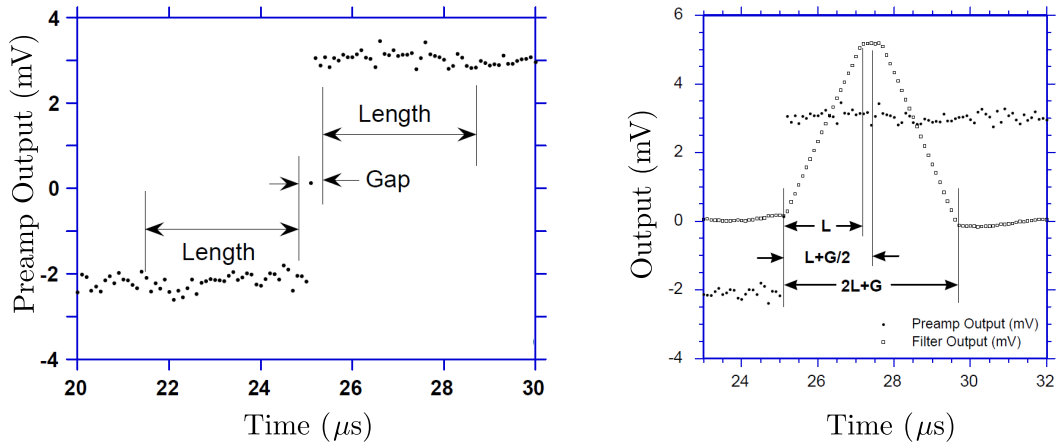 Preamp Output (mV)
4
2
0
-2
-4
Length
Gap
Length
20
22
24
26
28
30
Time (μs)
Output (mV)
6
4
2
0
-2
-4
L
L+G/2
2L+G
Preamp Output (mV)
Filter Output (mV)
24
26
28
30
32
Time (μs)